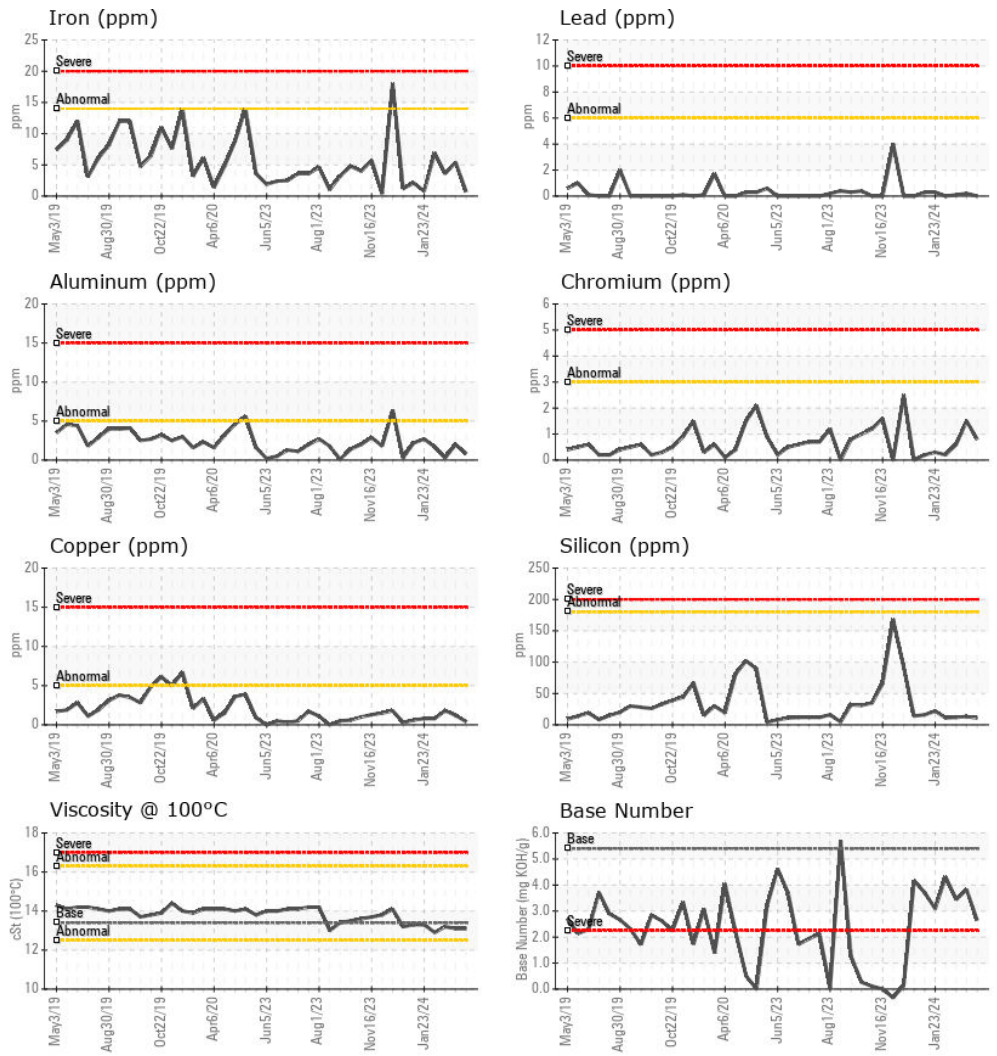 Iron (ppm)
25
20
15
10
5
0
ppm
Severe
Abnormal
May3/19
Aug30/19
Oct22/19
Apr6/20
Jun5/23
Aug1/23
Nov16/23
Jan23/24
Lead (ppm)
12
10
8
6
4
2
0
ppm
Severe
Abnormal
May3/19
Aug30/19
Oct22/19
Apr6/20
Jun5/23
Aug1/23
Nov16/23
Jan23/24
Aluminum (ppm)
20
15
10
5
0
ppm
Severe
Abnormal
May3/19
Aug30/19
Oct22/19
Apr6/20
Jun5/23
Aug1/23
Nov16/23
Jan23/24
Chromium (ppm)
6
5
4
3
2
1
0
ppm
Severe
Abnormal
May3/19
Aug30/19
Oct22/19
Apr6/20
Jun5/23
Aug1/23
Nov16/23
Jan23/24
Copper (ppm)
20
15
10
5
0
ppm
Severe
Abnormal
May3/19
Aug30/19
Oct22/19
Apr6/20
Jun5/23
Aug1/23
Nov16/23
Jan23/24
Silicon (ppm)
250
200
150
100
50
0
ppm
Severe
Abnormal
May3/19
Aug30/19
Oct22/19
Apr6/20
Jun5/23
Aug1/23
Nov16/23
Jan23/24
Viscosity @ 100°C
18
16
14
12
10
cSt (100°C)
Severe
Abnormal
Base
Abnormal
May3/19
Aug30/19
Oct22/19
Apr6/20
Jun5/23
Aug1/23
Nov16/23
Jan23/24
Base Number
6.0
5.0
4.0
3.0
2.0
1.0
0.0
Base Number (mg KOH/g)
Base
Severe
May3/19
Aug30/19
Oct22/19
Apr6/20
Jun5/23
Aug1/23
Nov16/23
Jan23/24